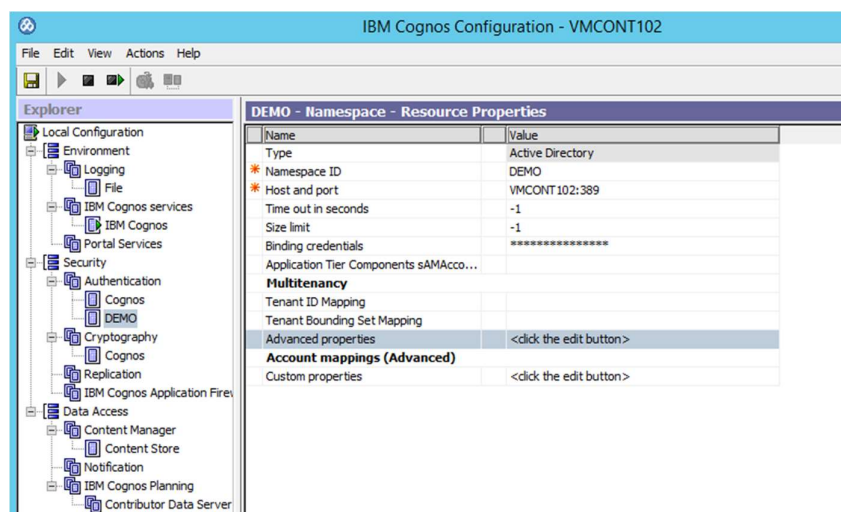 IBM Cognos Configuration - VMCONT102
File Edit View Actions Help
Explorer
Local Configuration
Environment
Logging
File
IBM Cognos services
IBM Cognos
Portal Services
Security
Authentication
Cognos
DEMO
Cryptography
Cognos
Replication
IBM Cognos Application Firew
Data Access
Content Manager
Content Store
Notification
IBM Cognos Planning
Contributor Data Server
DEMO - Namespace - Resource Properties
Name Value
Type Active Directory
* Namespace ID DEMO
* Host and port VMCONT102:389
Time out in seconds -1
Size limit -1
Binding credentials ***************
Application Tier Components sAMAcco...
Multitenancy
Tenant ID Mapping
Tenant Bounding Set Mapping
Advanced properties <click the edit button>
Account mappings (Advanced)
Custom properties <click the edit button>